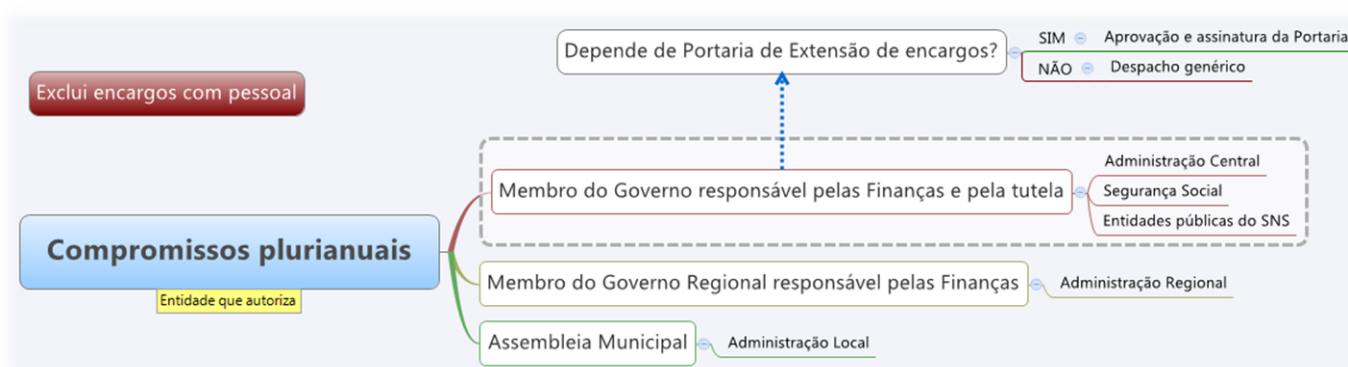 Depende de Portaria de Extensão de encargos?
SIM
Aprovação e assinatura da Portaria
NÃO
Despacho genérico
Exclui encargos com pessoal
Membro do Governo responsável pelas Finanças e pela tutela
Administração Central
Segurança Social
Entidades públicas do SNS
Compromissos plurianuais
Entidade que autoriza
Membro do Governo Regional responsável pelas Finanças
Administração Regional
Assembleia Municipal
Administração Local